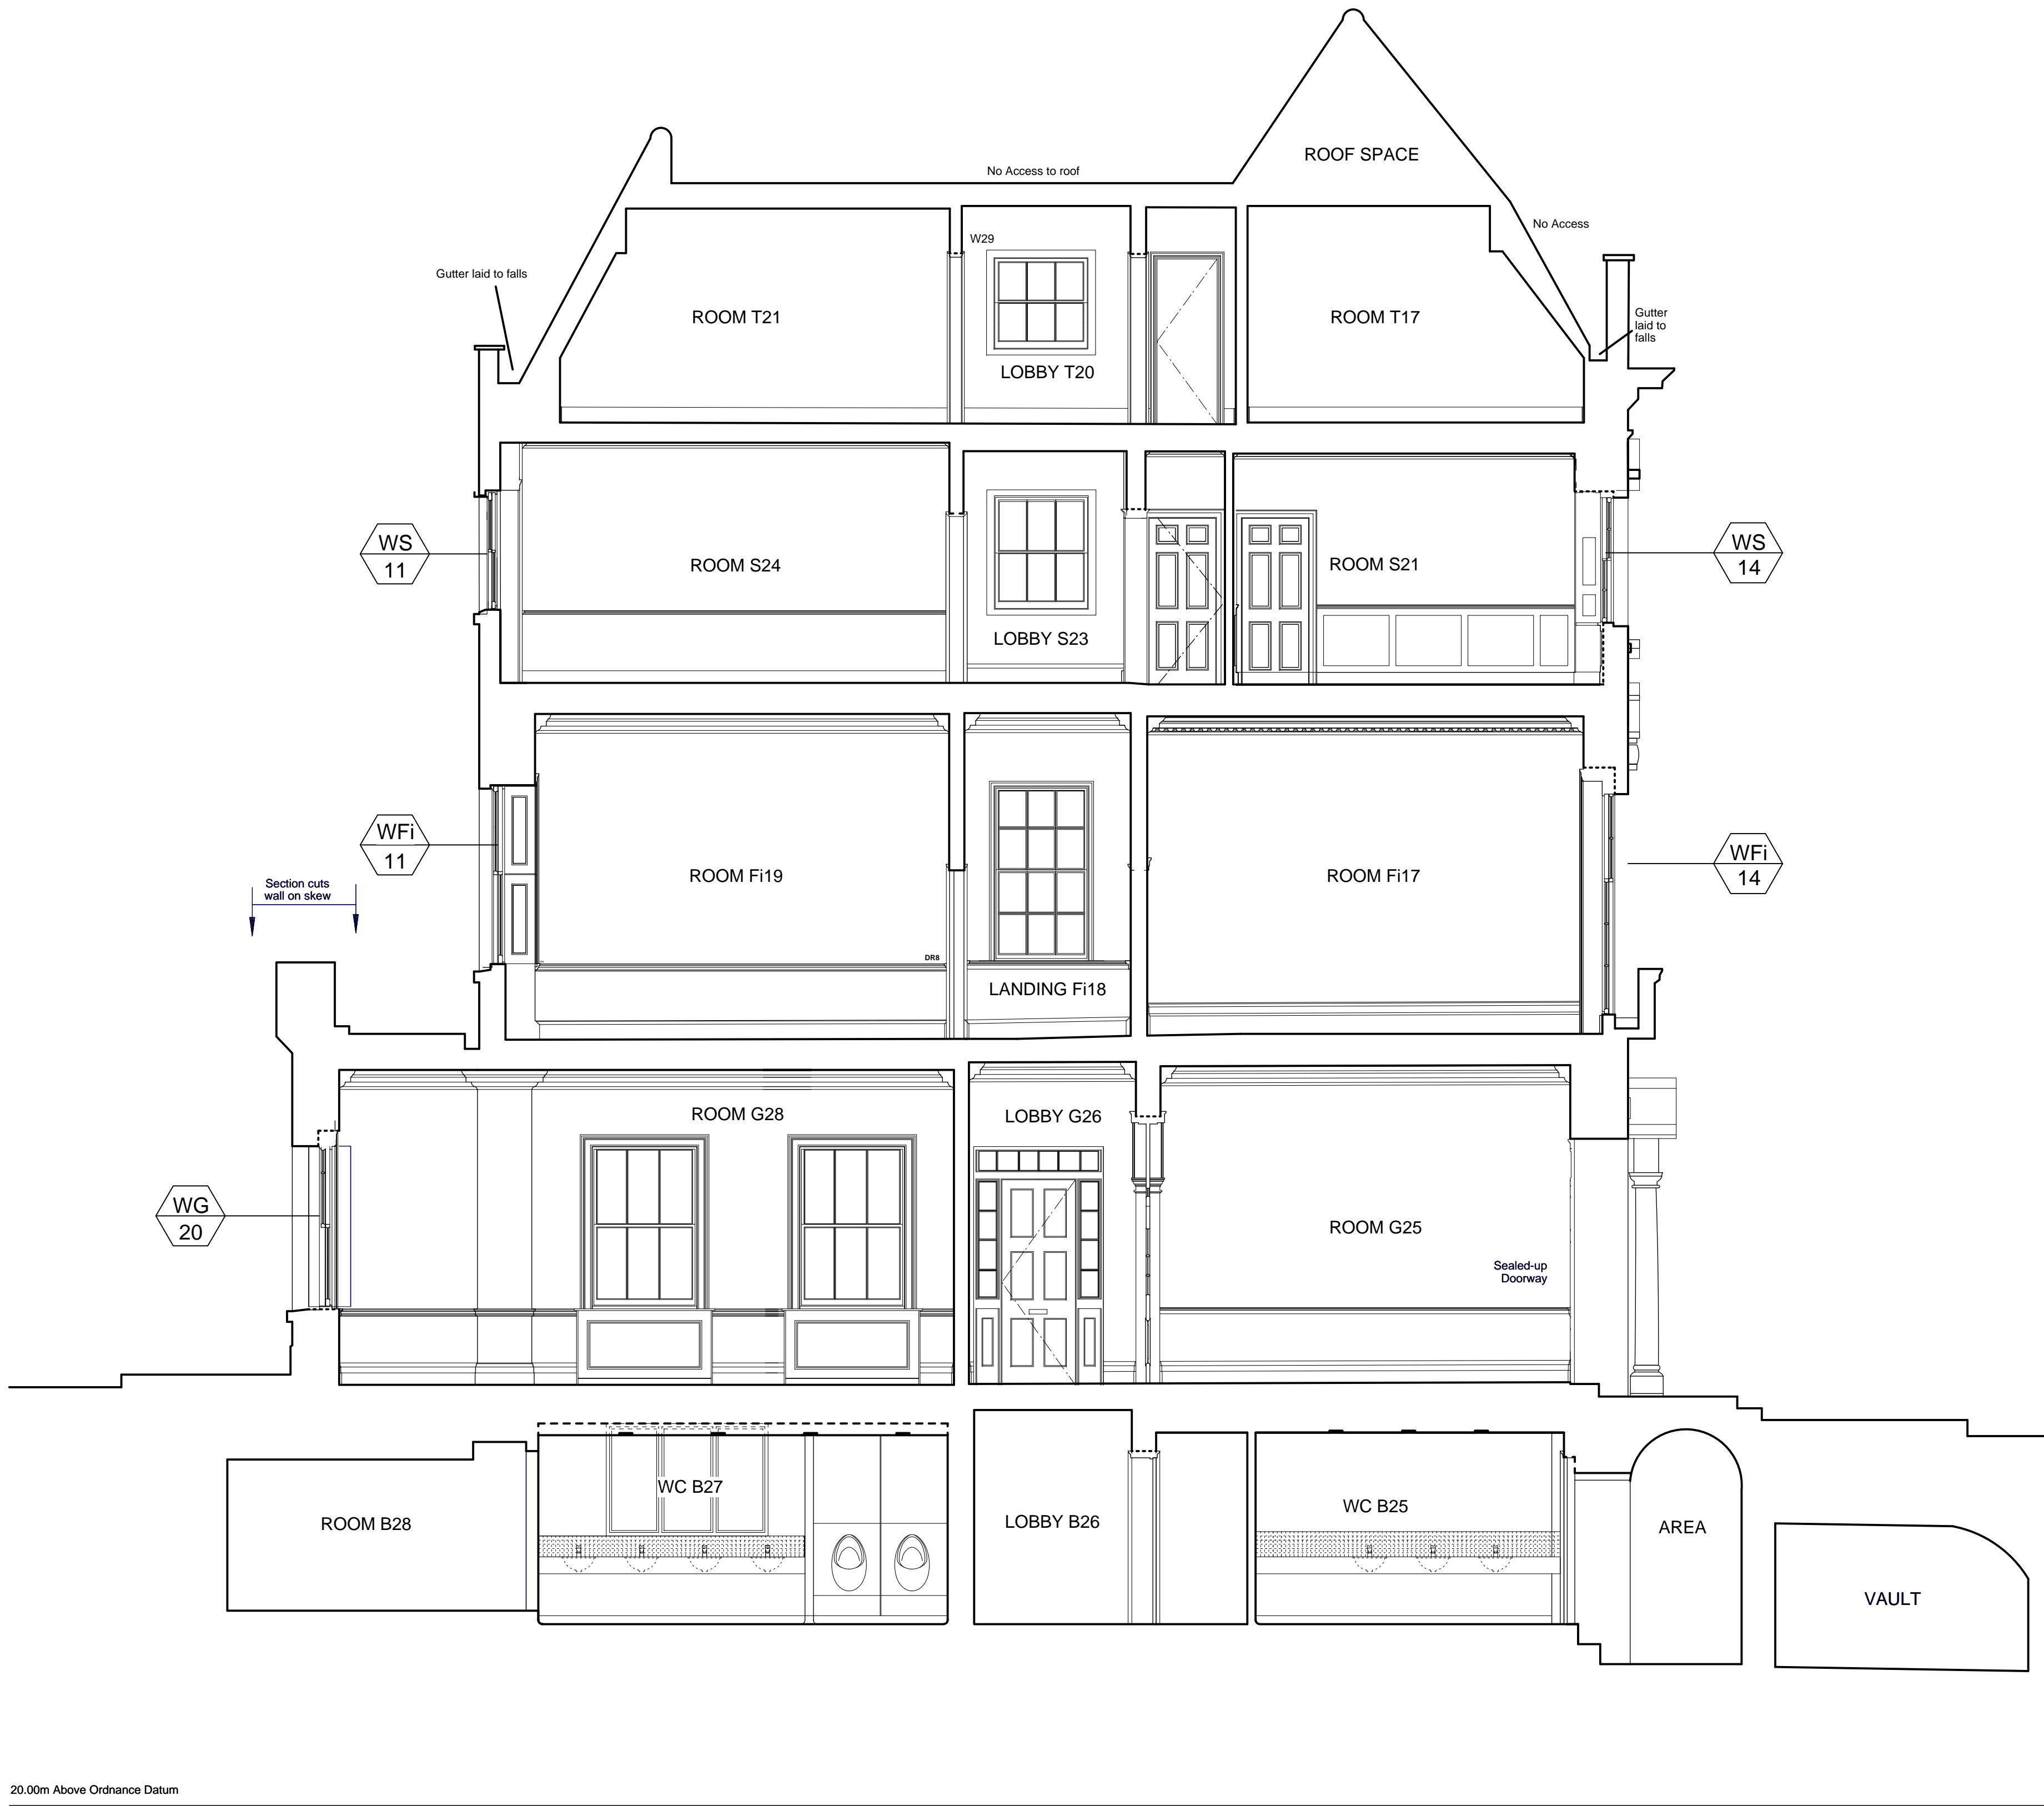 ROOF SPACE
No Access to roof
No Access
W29
Gutter laid to falls
ROOM T21
ROOM T17
Gutter
laid to
falls
LOBBY T20
WS
11
ROOM S24
ROOM S21
WS
14
LOBBY S23
WFi
11
ROOM Fi19
ROOM Fi17
WFi
14
Section cuts
wall on skew
DR8
LANDING Fi18
ROOM G28
LOBBY G26
WG
20
ROOM G25
Sealed-up
Doorway
WC B27
WC B25
ROOM B28
LOBBY B26
AREA
VAULT
20.00m Above Ordnance Datum